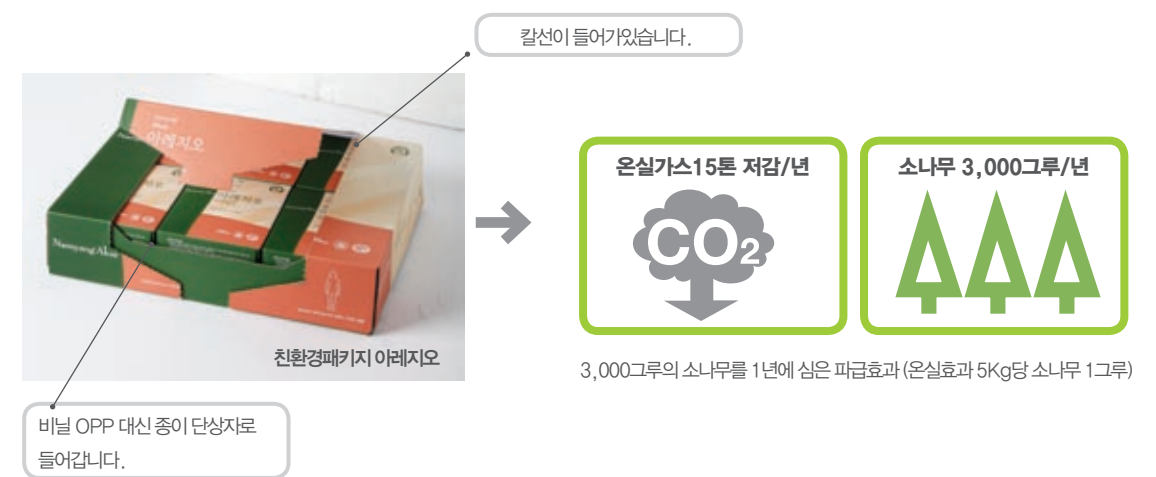 칼선이 들어가있습니다.
아레지오
친환경패키지 아레지오
비닐 OPP 대신 종이 단상자로
들어갑니다.
온실가스15톤 저감/년
CO2
소나무 3,000그루/년
3,000그루의 소나무를 1년에 심은 파급효과 (온실효과 5Kg당 소나무 1그루)